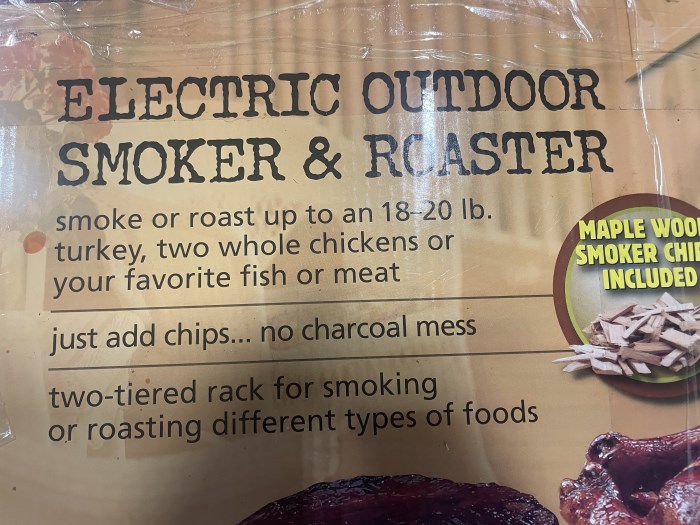 ELECTRIC OUTDOOR
SMOKER & ROASTER
smoke or roast up to an 18-20 lb.
turkey, two whole chickens or
your favorite fish or meat
just add chips... no charcoal mess
two-tiered rack for smoking
or roasting different types of foods
MAPLE WOO
SMOKER CHI
INCLUDED